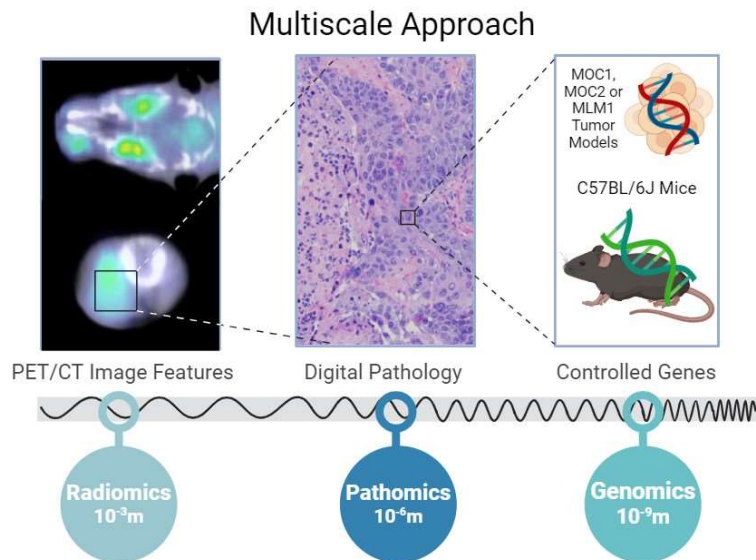 Multiscale Approach
MOC1,
MOC2 or
MLM1
Tumor
Models
C57BL/6J Mice
PET/CT Image Features
Digital Pathology
Controlled Genes
Radiomics
10⁻³m
Pathomics
10⁻⁶m
Genomics
10⁻⁹m